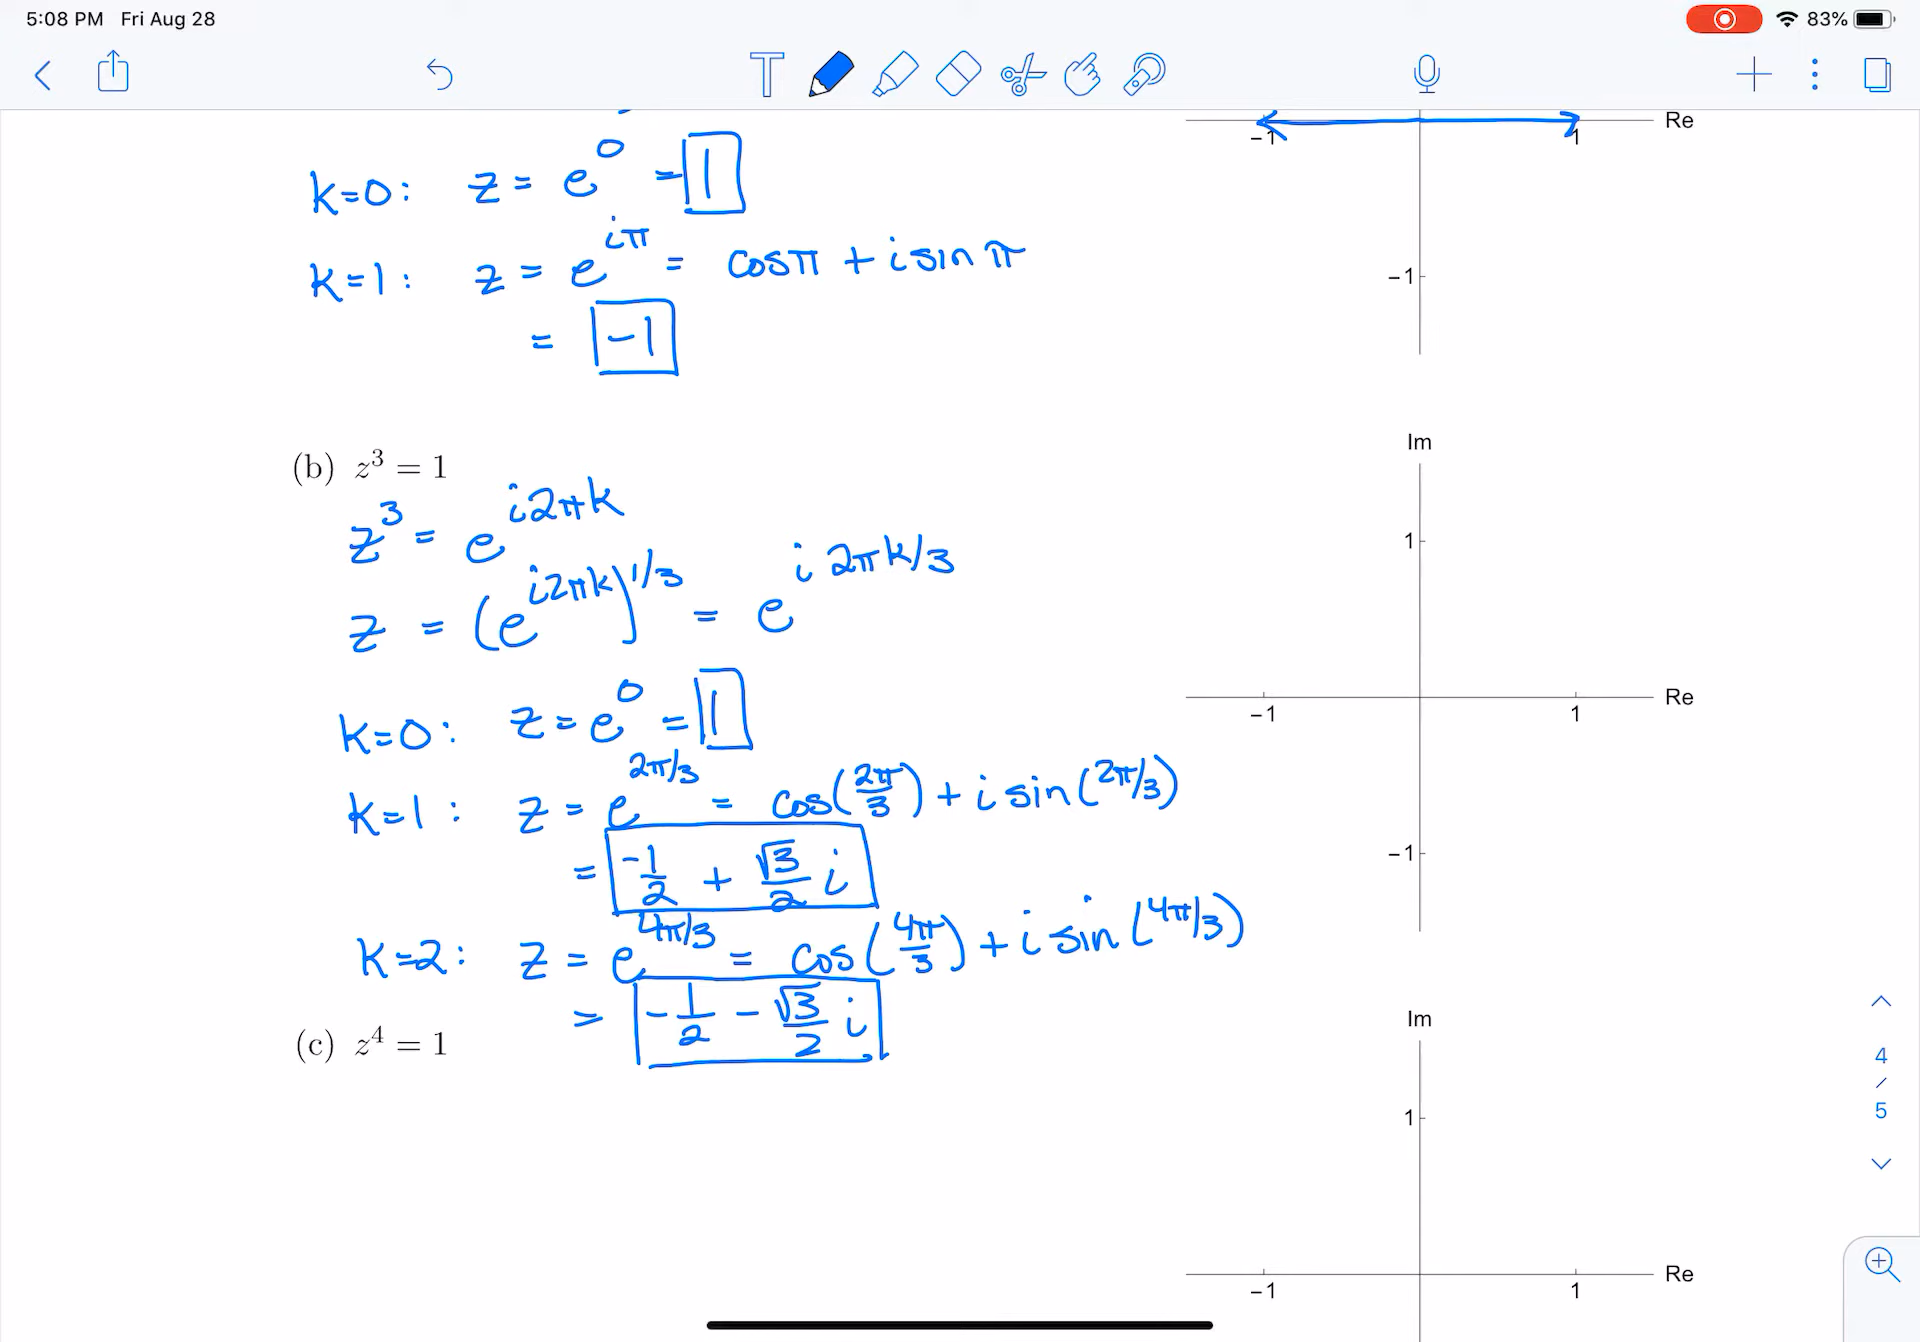 5:08 PM Fri Aug 28
83%
T
Re
-1 1
-1
k=0: z = e^0 = 1
k=1: z = e^{iπ} = cosπ + i sin π
= -1
(b) z^3 = 1
z^3 = e^{i2πk}
z = (e^{i2πk})^{1/3} = e^{i2πk/3}
k=0: z = e^0 = 1
k=1: z = e^{2π/3} = cos(2π/3) + i sin(2π/3)
= -1/2 + √3/2 i
k=2: z = e^{4π/3} = cos(4π/3) + i sin(4π/3)
= -1/2 - √3/2 i
Im
1
Re
-1 1
-1
(c) z^4 = 1
Im
1
Re
-1 1
4
/
5